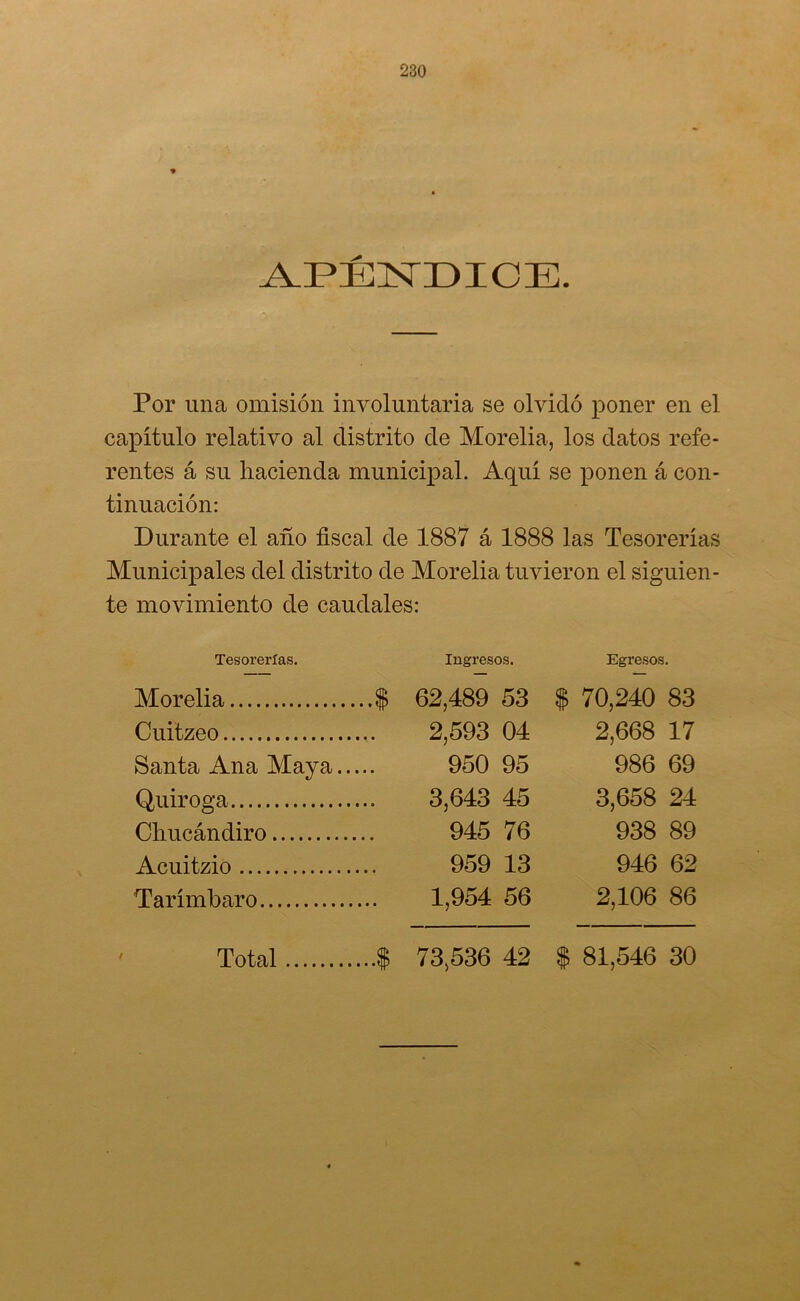 230
APÉNDICE.
Por una omisión involuntaria se olvidó poner en el
capítulo relativo al distrito de Morelia, los datos refe-
rentes á su hacienda municipal. Aquí se ponen á con-
tinuación:
Durante el año fiscal de 1887 á 1888 las Tesorerías
Municipales del distrito de Morelia tuvieron el siguien-
te movimiento de caudales:
Tesorerías. Ingresos. Egresos.
Morelia..................$ 62,489 53 $ 70,240 83
Cuitzeo................... 2,593 04 2,668 17
Santa Ana Maya..... 950 95 986 69
Quiroga.................. 3,643 45 3,658 24
Chucándiro............ 945 76 938 89
Acuitzio ................. 959 13 946 62
Tarímbaro............... 1,954 56 2,106 86
Total ...........$ 73,536 42 $ 81,546 30